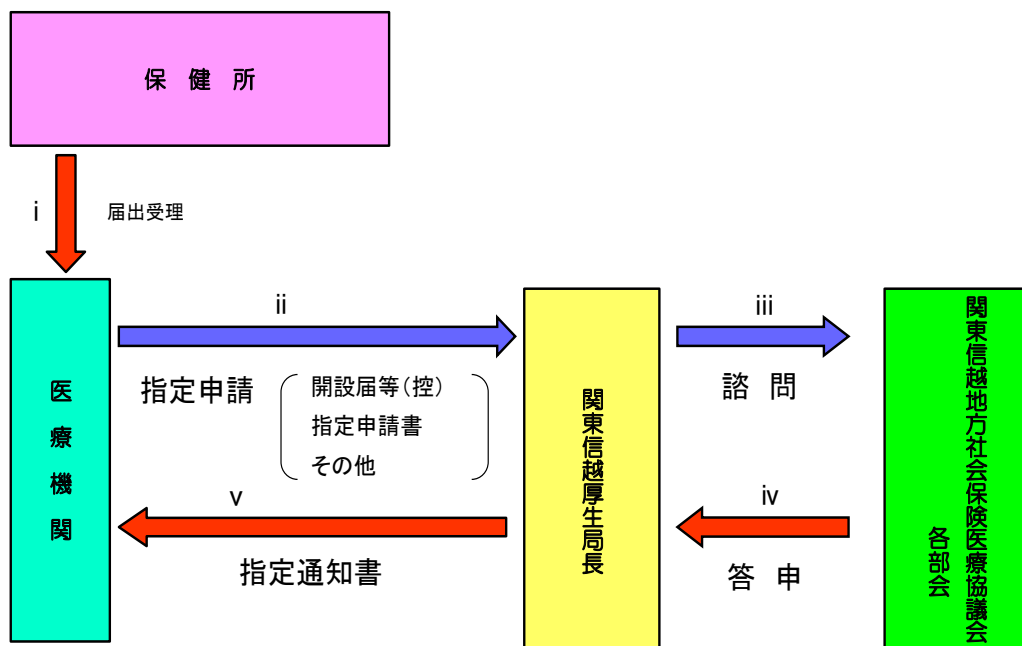 保 健 所
i
届出受理
ii
iii
医療機関
指定申請
開設届等(控)
指定申請書
その他
関東信越厚生局長
諮 問
関東信越地方社会保険医療協議会
各部会
v
iv
指定通知書
答 申